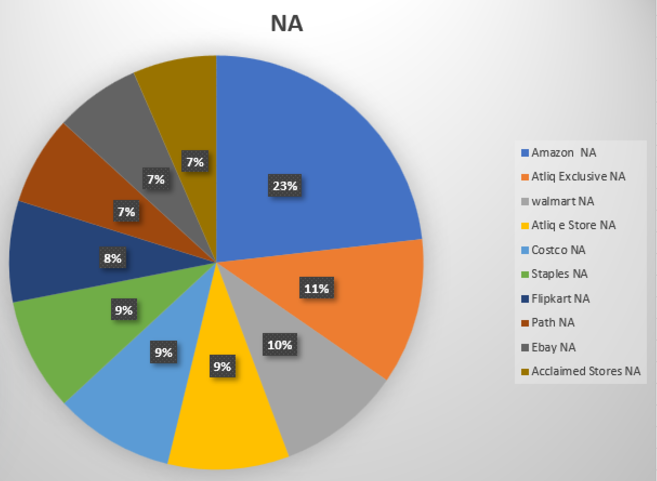 NA
23%
11%
10%
9%
9%
9%
8%
7%
7%
7%
Amazon  NA
Atliq Exclusive NA
walmart NA
Atliq e Store NA
Costco NA
Staples NA
Flipkart NA
Path NA
Ebay NA
Acclaimed Stores NA